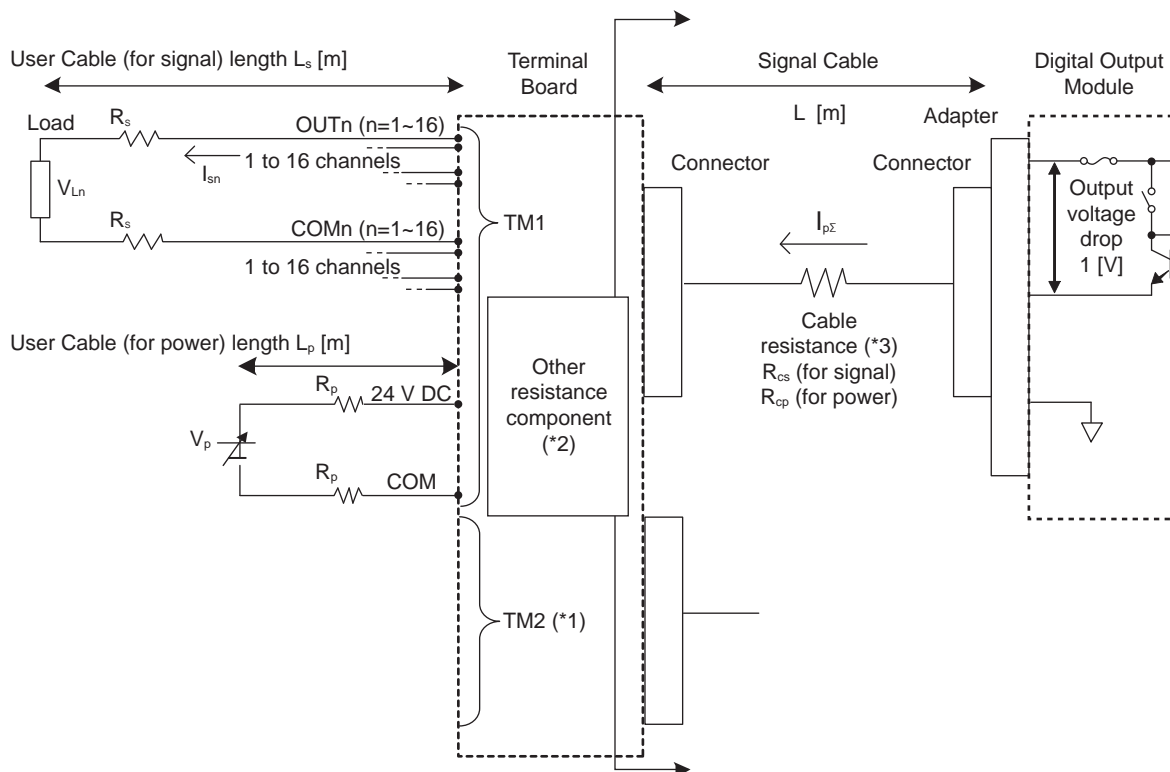 User Cable (for signal) length Ls [m]
Terminal
Board
Signal Cable
L [m]
Digital Output
Module
Adapter
Load
Rs
OUTn (n=1~16)
1 to 16 channels
Isn
VLn
Rs
COMn (n=1~16)
1 to 16 channels
TM1
Connector
Connector
IpΣ
Output
voltage
drop
1 [V]
Cable
resistance (*3)
Rcs (for signal)
Rcp (for power)
User Cable (for power) length Lp [m]
Rp
24 V DC
Vp
Rp
COM
Other
resistance
component
(*2)
TM2 (*1)